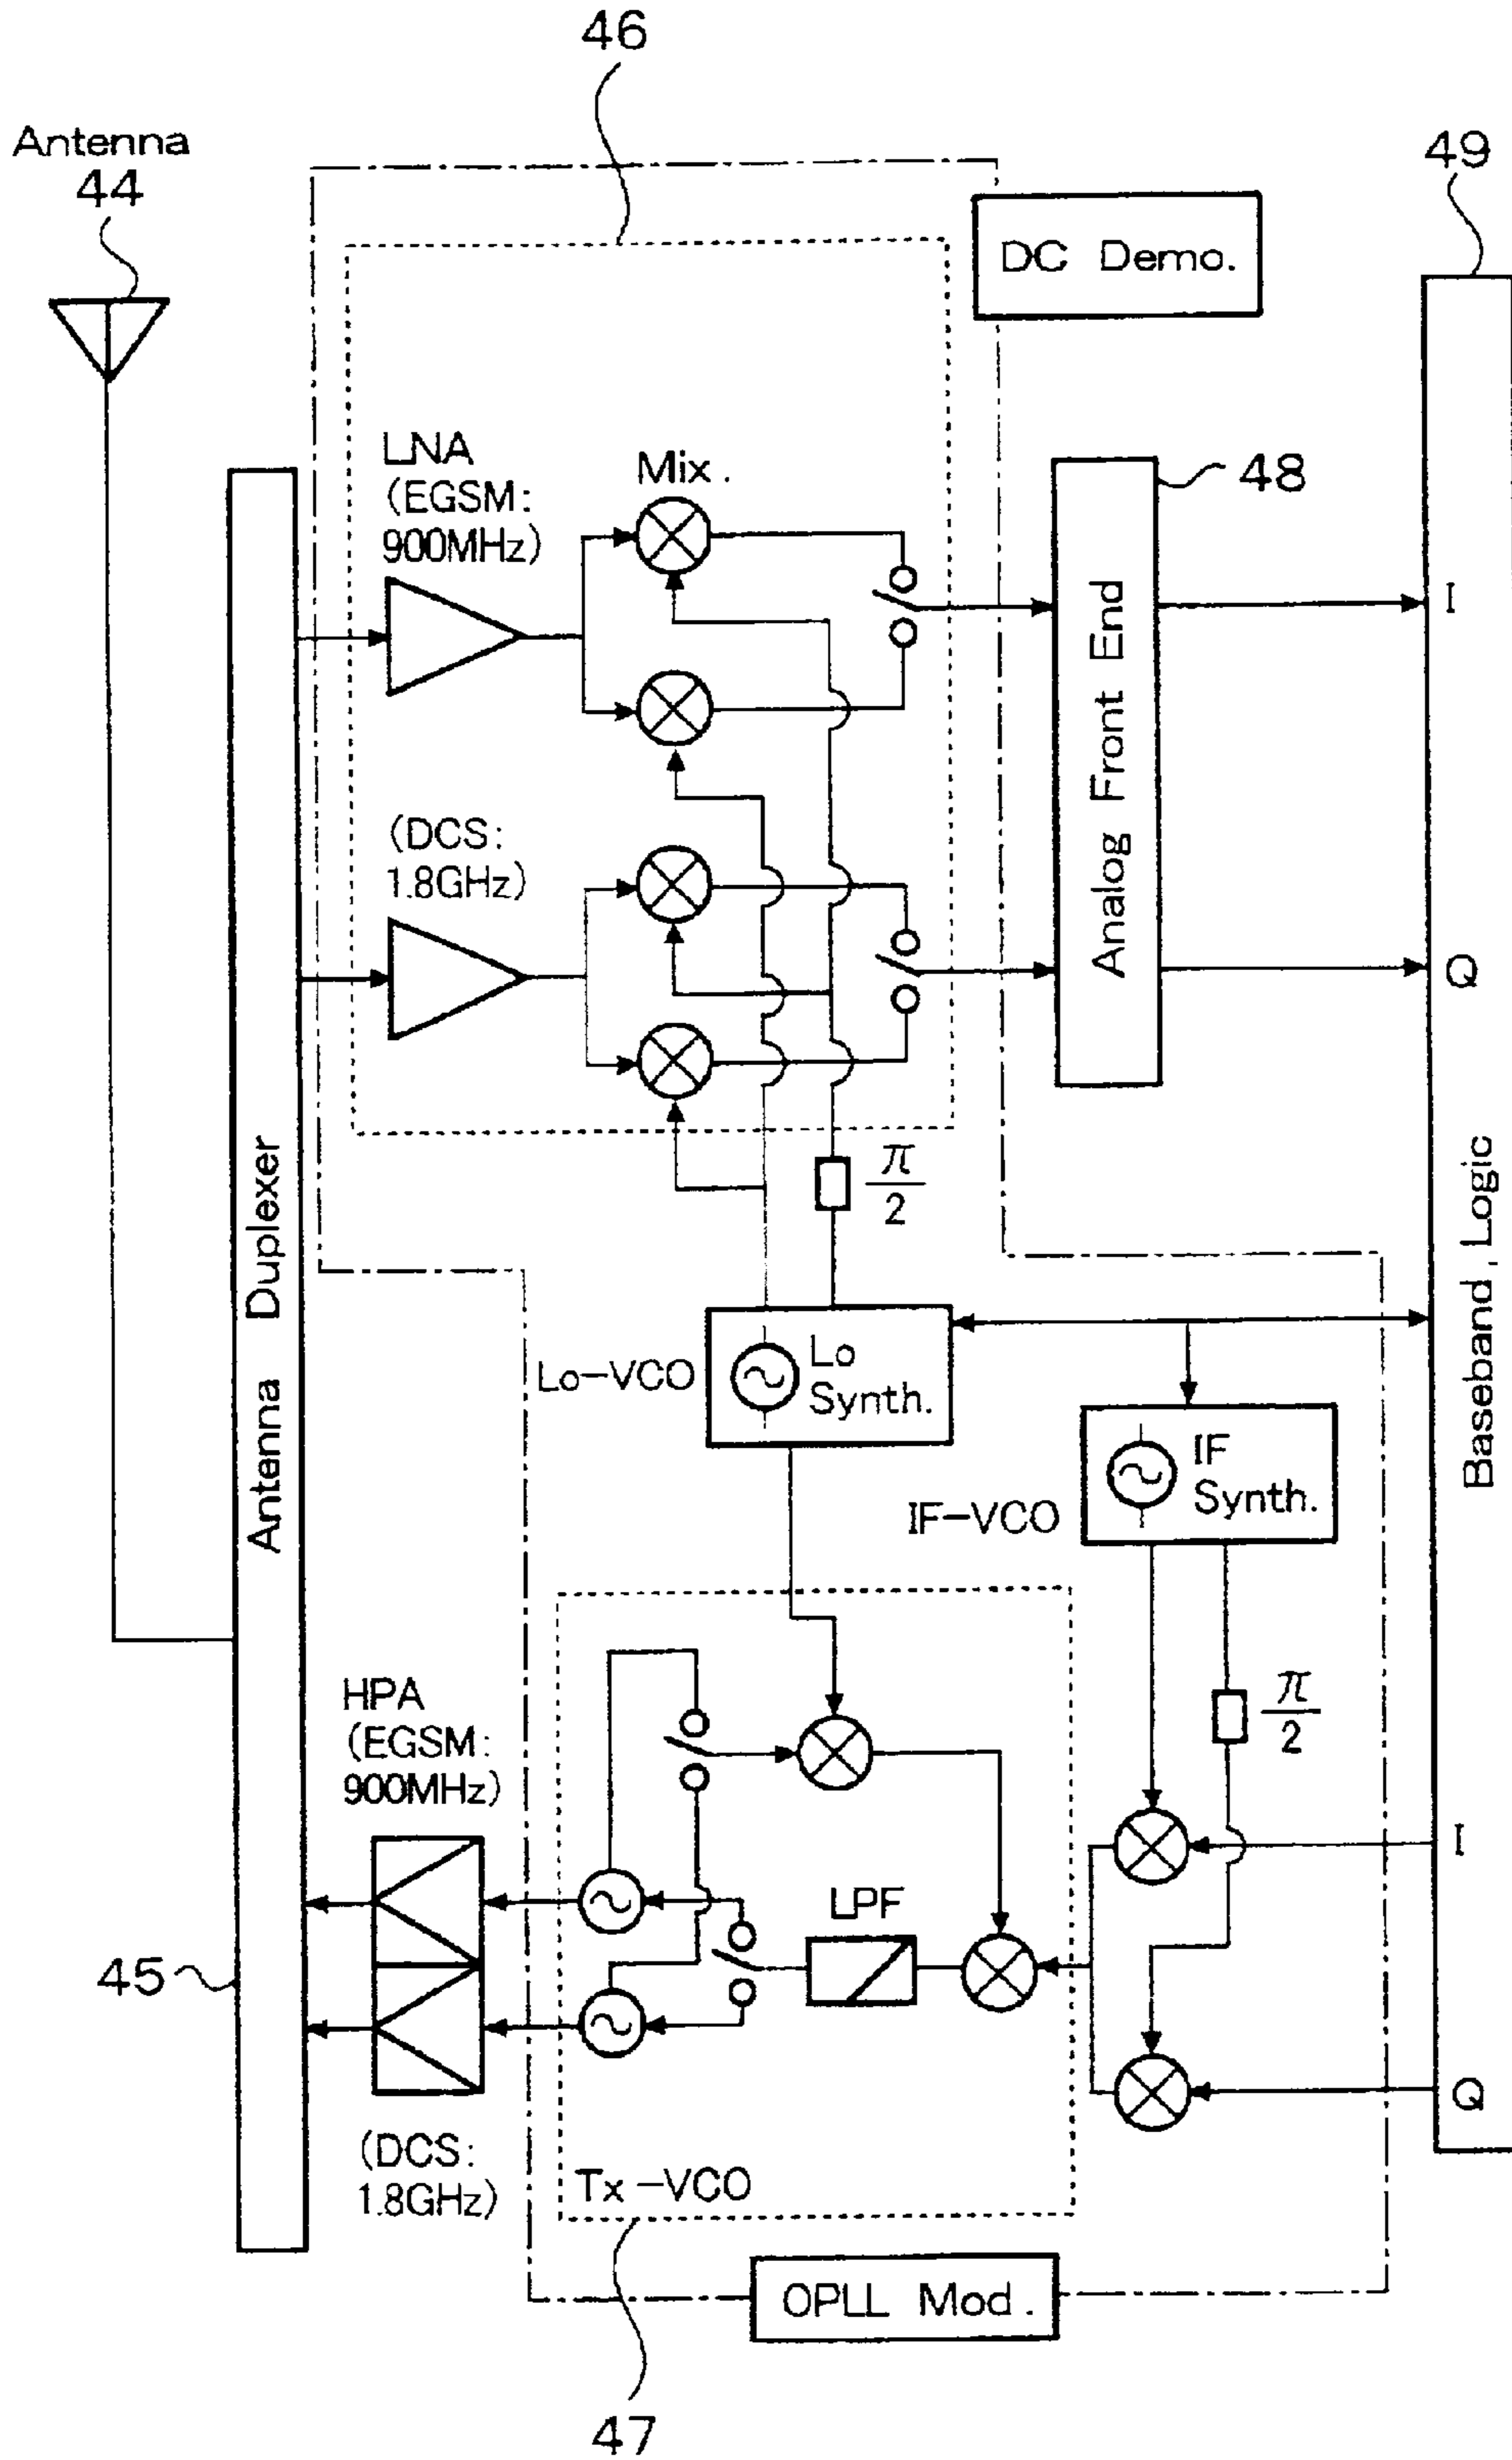 46
Antenna
44
49
DC Demo.
LNA
(EGSM:
900MHz)
Mix.
48
I
Analog Front End
(DCS:
1.8GHz)
Q
Antenna Duplexer
π
2
Baseband, Logic
Lo-VCO
Lo
Synth.
IF
Synth.
IF-VCO
HPA
(EGSM:
900MHz)
π
2
I
LPF
45
Q
(DCS:
1.8GHz)
Tx-VCO
OPLL Mod.
47